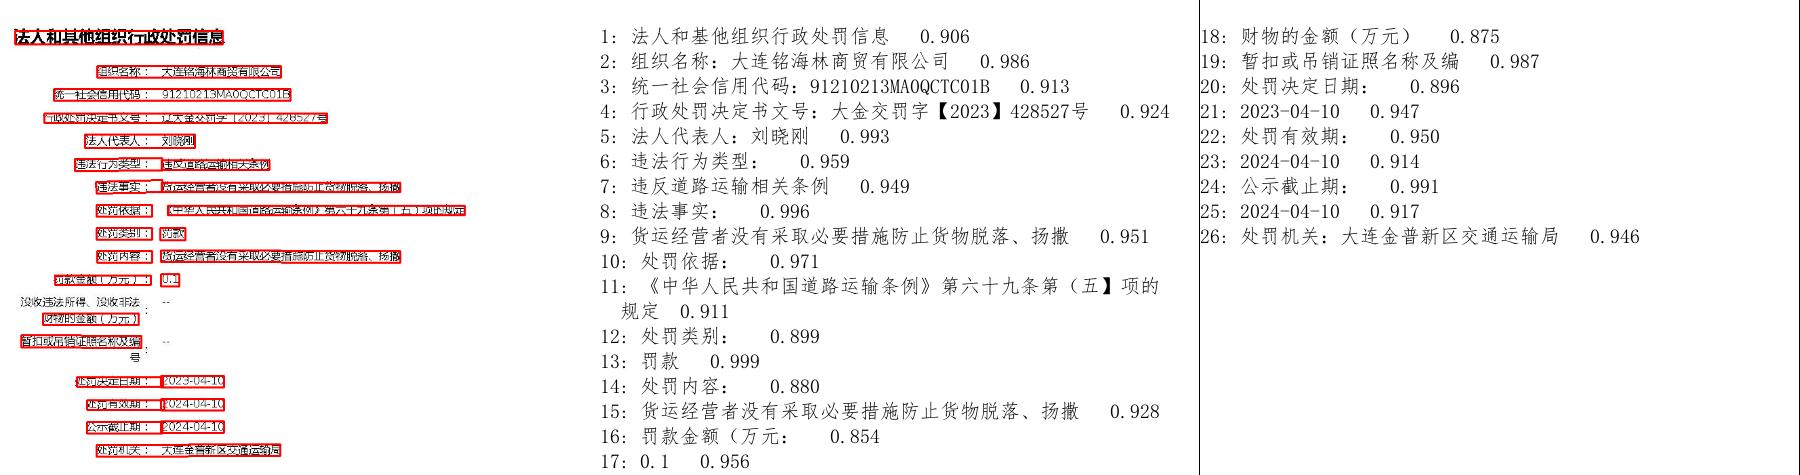 法人和其他组织行政处罚信息
组织名称： 大连铭海林商贸有限公司
统一社会信用代码： 91210213MA0QCTC01B
行政处罚决定书文号： 辽大金交罚字【2023】428527号
法人代表人： 刘晓刚
违法行为类型： 违反道路运输相关条例
违法事实： 货运经营者没有采取必要措施防止货物脱落、扬撒
处罚依据： 《中华人民共和国道路运输条例》第六十九条第（五）项的规定
处罚类别： 罚款
处罚内容： 货运经营者没有采取必要措施防止货物脱落、扬撒
罚款金额（万元）： 0.1
没收违法所得、没收非法
财物的金额（万元） ： --
暂扣或吊销证照名称及编
号 ： --
处罚决定日期： 2023-04-10
处罚有效期： 2024-04-10
公示截止期： 2024-04-10
处罚机关： 大连金普新区交通运输局
1: 法人和基他组织行政处罚信息 0.906
2: 组织名称：大连铭海林商贸有限公司 0.986
3: 统一社会信用代码：91210213MA0QCTC01B 0.913
4: 行政处罚决定书文号：大金交罚字【2023】428527号 0.924
5: 法人代表人：刘晓刚 0.993
6: 违法行为类型： 0.959
7: 违反道路运输相关条例 0.949
8: 违法事实： 0.996
9: 货运经营者没有采取必要措施防止货物脱落、扬撒 0.951
10: 处罚依据： 0.971
11: 《中华人民共和国道路运输条例》第六十九条第（五】项的
规定 0.911
12: 处罚类别： 0.899
13: 罚款 0.999
14: 处罚内容： 0.880
15: 货运经营者没有采取必要措施防止货物脱落、扬撒 0.928
16: 罚款金额（万元： 0.854
17: 0.1 0.956
18: 财物的金额（万元） 0.875
19: 暂扣或吊销证照名称及编 0.987
20: 处罚决定日期： 0.896
21: 2023-04-10 0.947
22: 处罚有效期： 0.950
23: 2024-04-10 0.914
24: 公示截止期： 0.991
25: 2024-04-10 0.917
26: 处罚机关：大连金普新区交通运输局 0.946